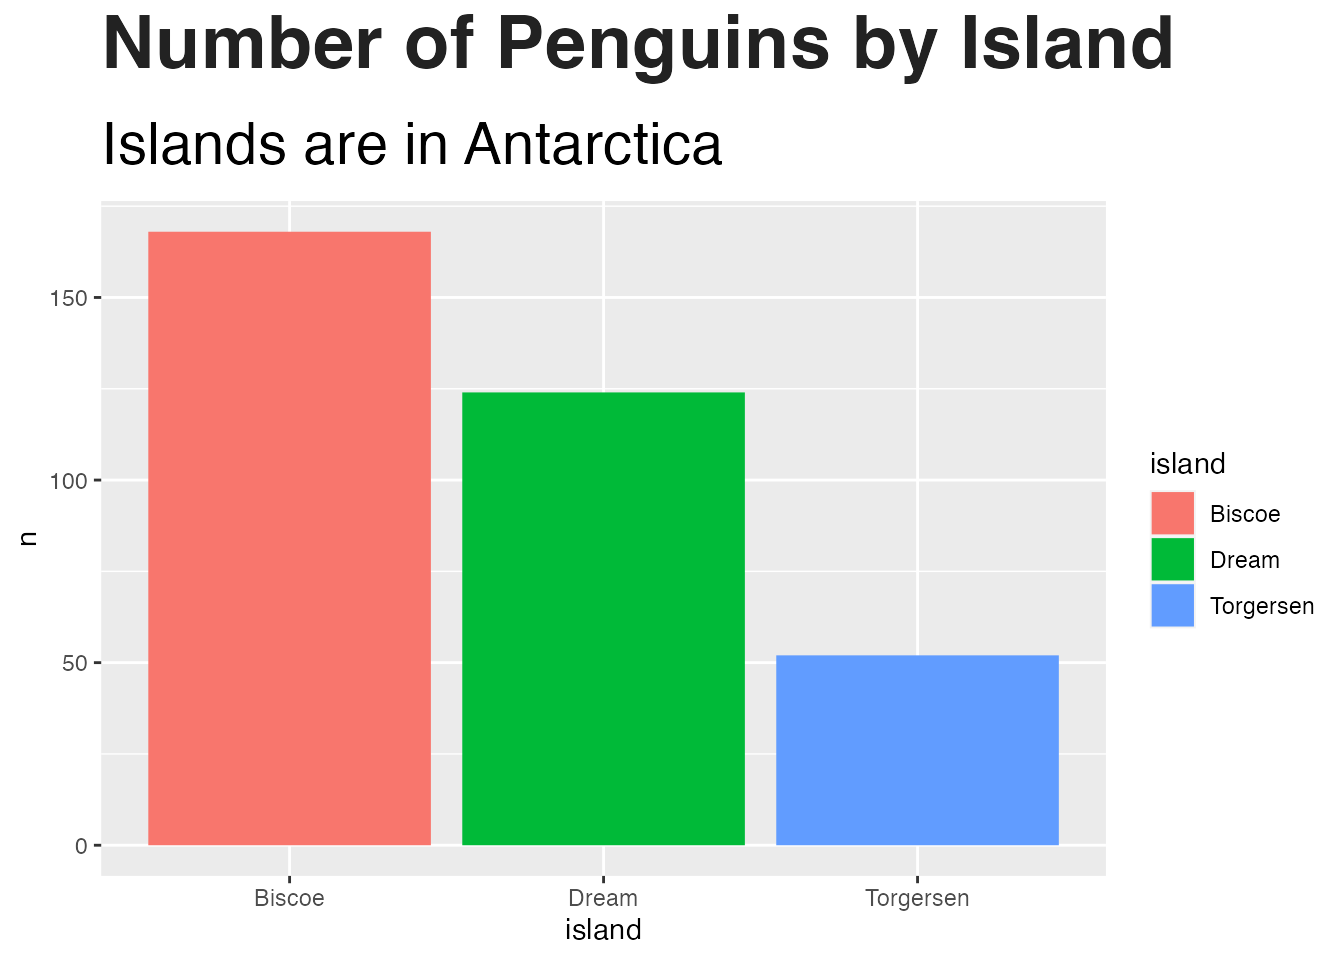 Number of Penguins by Island
Islands are in Antarctica
150
100
50
0
n
Biscoe
Dream
Torgersen
island
island
Biscoe
Dream
Torgersen